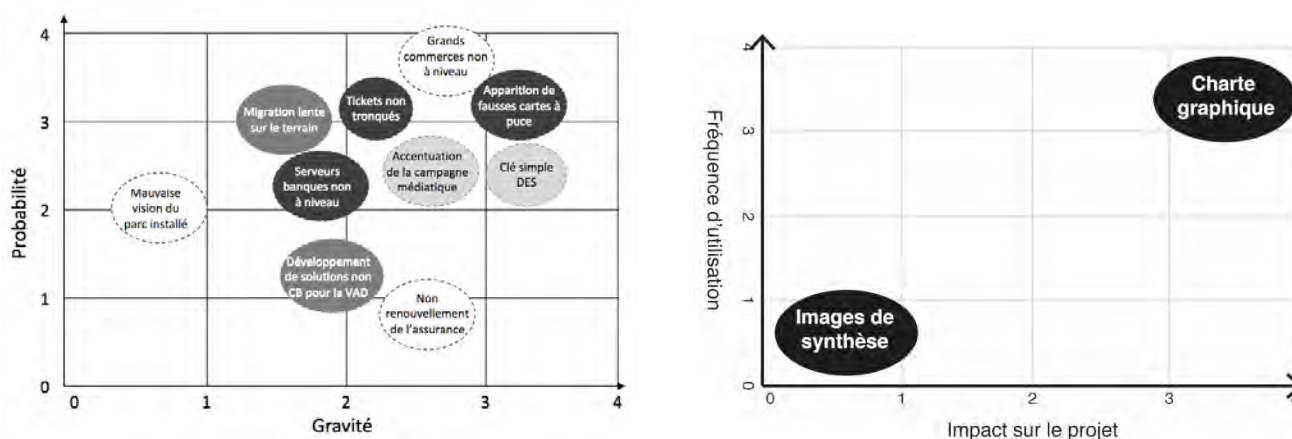 4
Grands
commerces non
à niveau
Apparition de
fausses cartes à
puce
Tickets non
tronqués
Migration lente
sur le terrain
3
Accentuation
de la campagne
médiatique
Clé simple
DES
Serveurs
banques non
à niveau
Mauvaise
vision du
parc installé
2
Développement
de solutions non
CB pour la VAD
1
Non
renouvellement
de l'assurance
0
Probabilité
0 1 2 3 4
Gravité
4
Charte
graphique
3
2
1
Images de
synthèse
0
Fréquence d'utilisation
0 1 2 3
Impact sur le projet